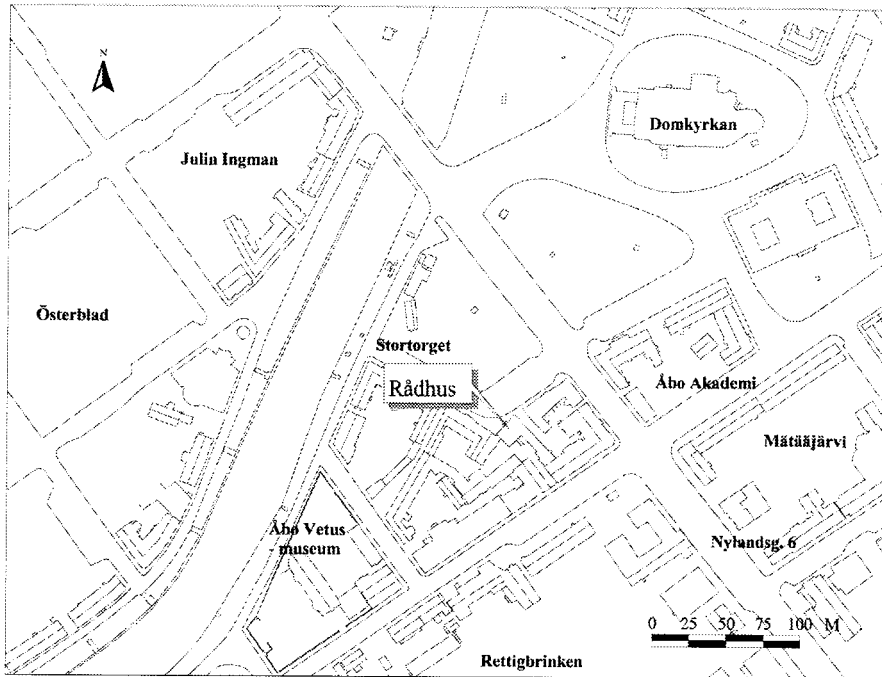 N
Domkyrkan
Julin Ingman
Österblad
Stortorget
Rådhus
Åbo Akademi
Mätääjärvi
Åbo Vetus
museum
Nylandsg. 6
0 25 50 75 100 M
Rettigbrinken